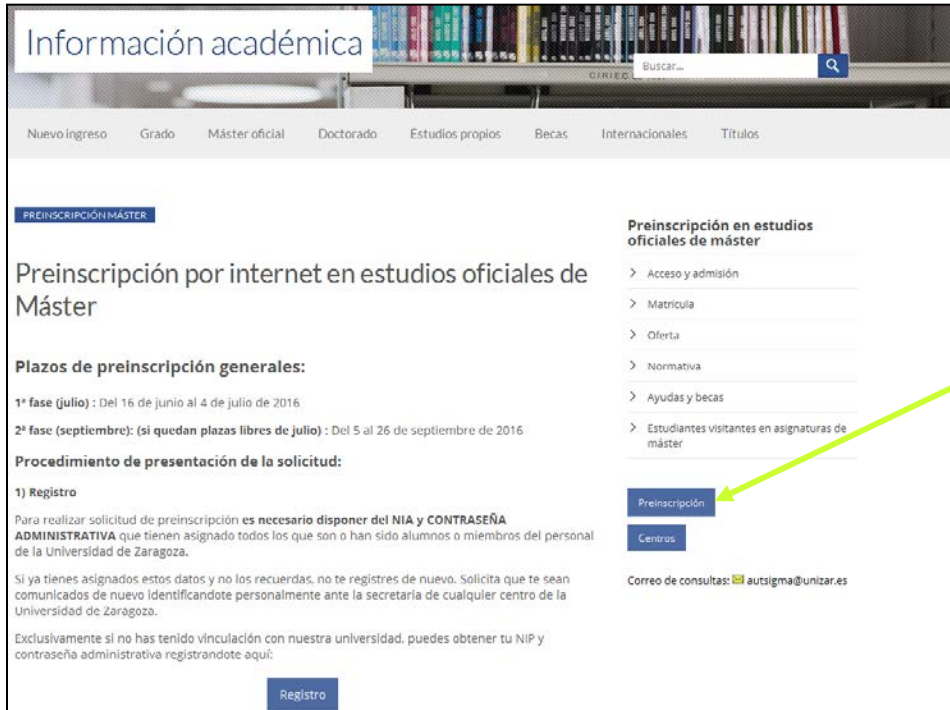 Información académica
CIRIEC
Buscar...
Nuevo ingreso Grado Máster oficial Doctorado Estudios propios Becas Internacionales Títulos
PREINSCRIPCIÓN MÁSTER
Preinscripción por internet en estudios oficiales de
Máster
Plazos de preinscripción generales:
1ª fase (julio) : Del 16 de junio al 4 de julio de 2016
2ª fase (septiembre): (si quedan plazas libres de julio) : Del 5 al 26 de septiembre de 2016
Procedimiento de presentación de la solicitud:
1) Registro
Para realizar solicitud de preinscripción es necesario disponer del NIA y CONTRASEÑA
ADMINISTRATIVA que tienen asignado todos los que son o han sido alumnos o miembros del personal
de la Universidad de Zaragoza.
Si ya tienes asignados estos datos y no los recuerdas, no te registres de nuevo. Solicita que te sean
comunicados de nuevo identificandote personalmente ante la secretaria de cualquier centro de la
Universidad de Zaragoza.
Exclusivamente si no has tenido vinculación con nuestra universidad, puedes obtener tu NIP y
contraseña administrativa registrandote aquí:
Registro
Preinscripción en estudios
oficiales de máster
Acceso y admisión
Matrícula
Oferta
Normativa
Ayudas y becas
Estudiantes visitantes en asignaturas de
máster
Preinscripción
Centros
Correo de consultas: autsigma@unizar.es